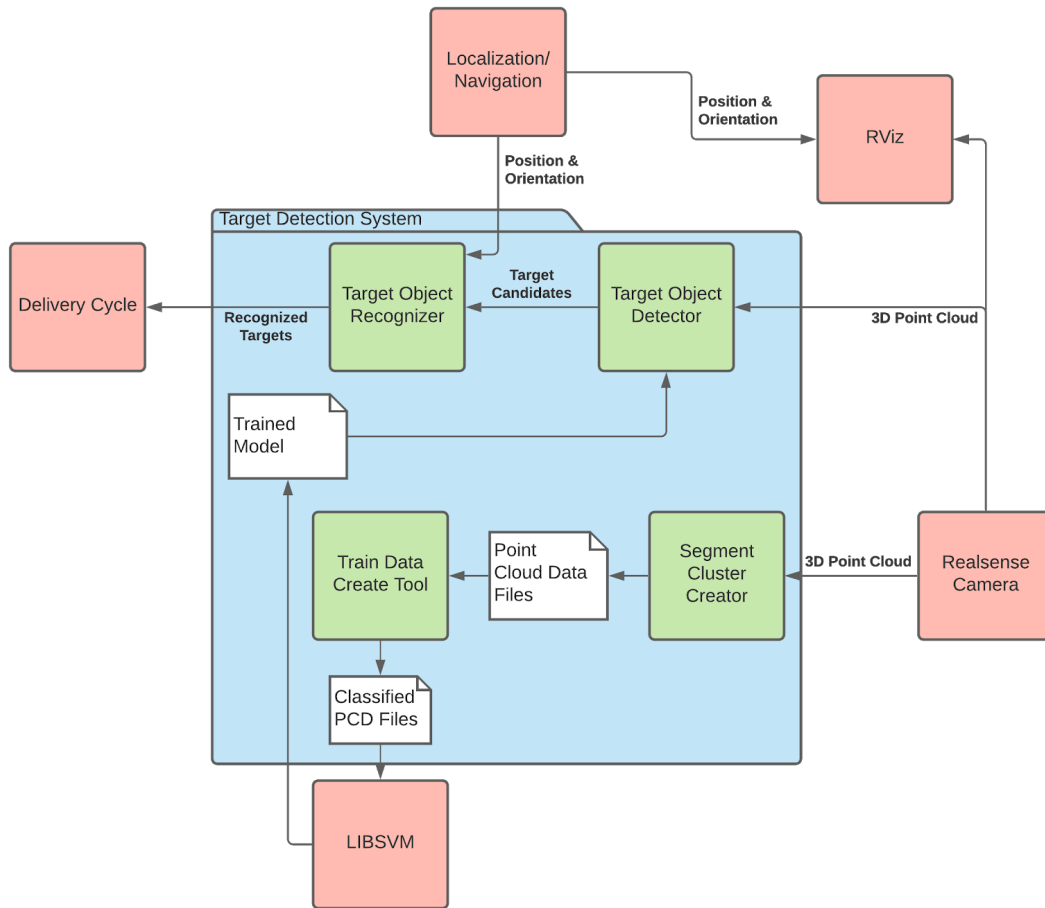 Localization/
Navigation
Position &
Orientation
RViz
Position &
Orientation
Target Detection System
Delivery Cycle
Recognized
Targets
Target Object
Recognizer
Target
Candidates
Target Object
Detector
3D Point Cloud
Trained
Model
Train Data
Create Tool
Point
Cloud Data
Files
Segment
Cluster
Creator
3D Point Cloud
Realsense
Camera
Classified
PCD Files
LIBSVM